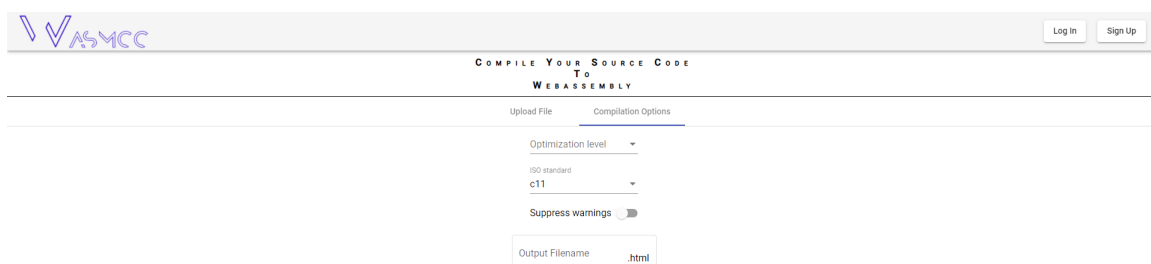 WASMCC
Log In Sign Up
COMPILE YOUR SOURCE CODE
TO
WEBASSEMBLY
Upload File Compilation Options
Optimization level
ISO standard
c11
Suppress warnings
Output Filename .html